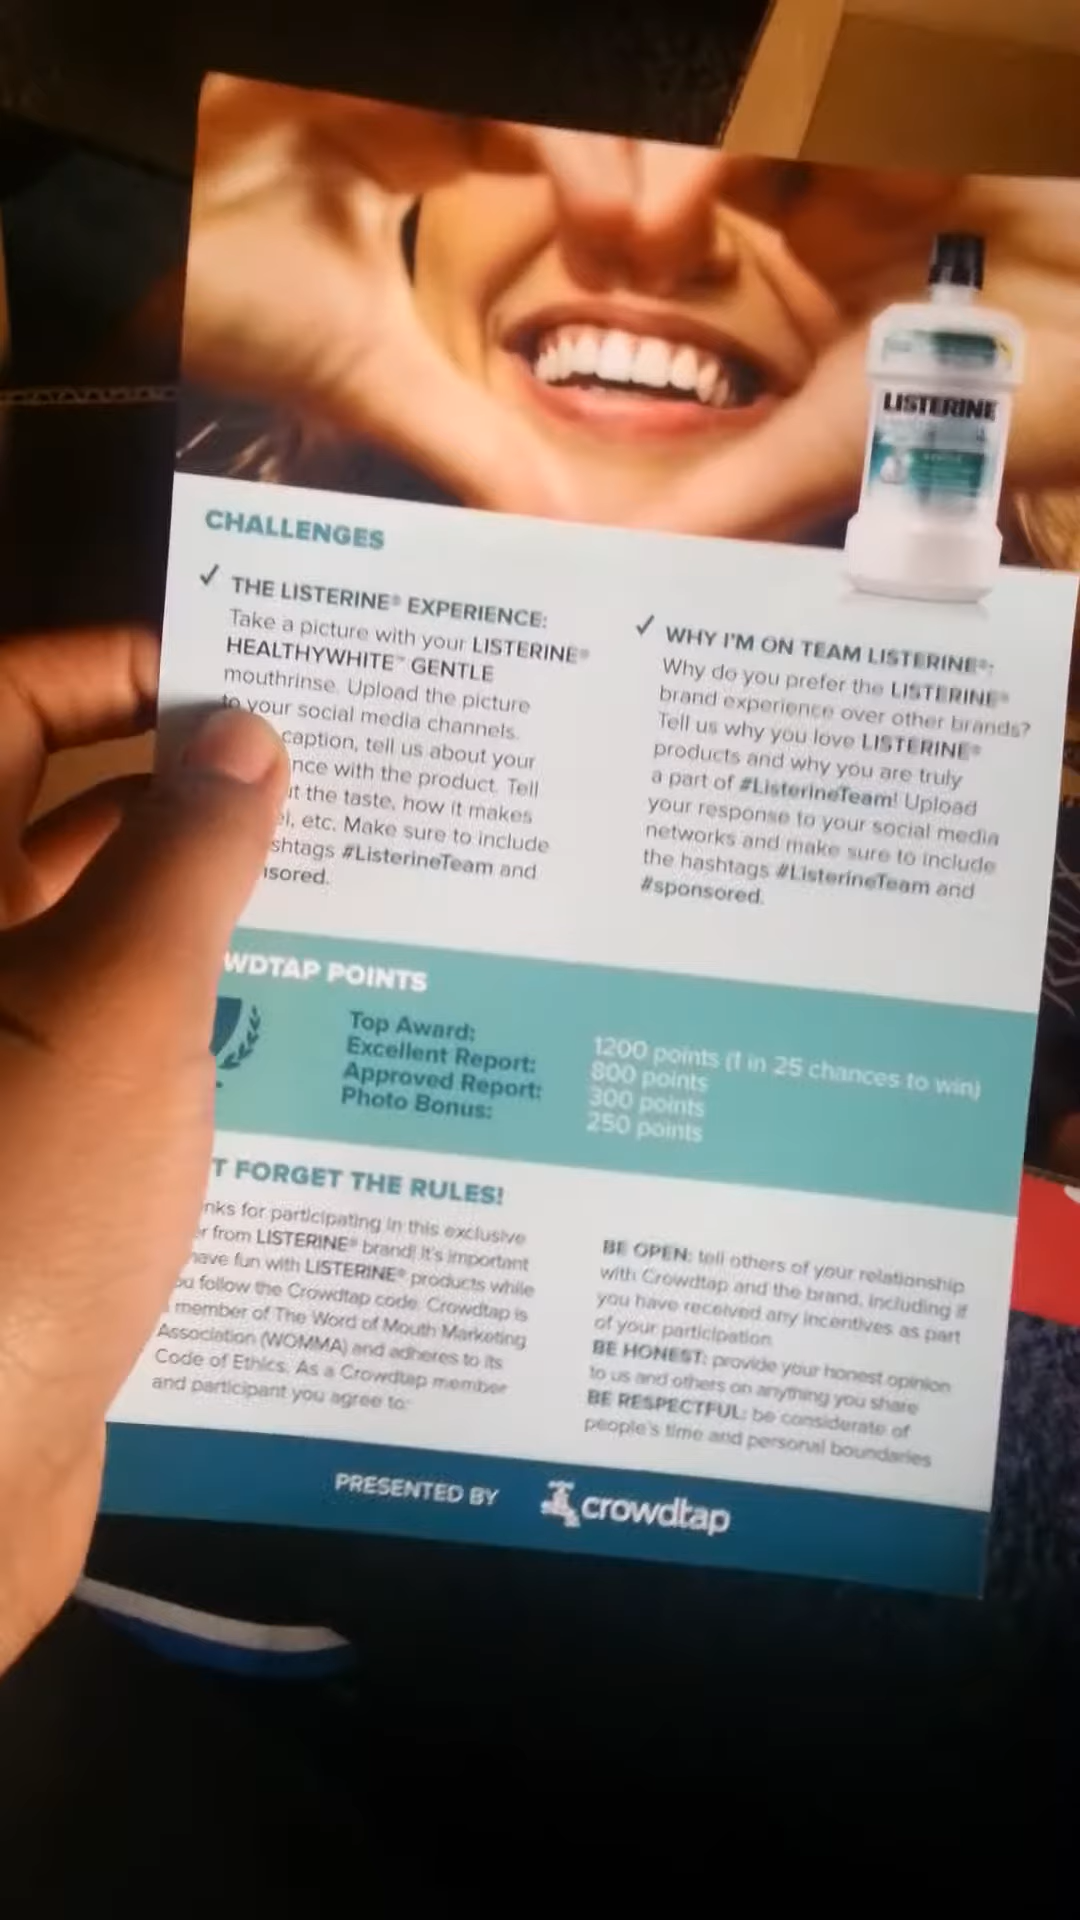 LISTERINE
CHALLENGES
✓ THE LISTERINE® EXPERIENCE:
Take a picture with your LISTERINE®
HEALTHYWHITE™ GENTLE
mouthrinse. Upload the picture
to your social media channels.
caption, tell us about your
nce with the product. Tell
ut the taste, how it makes
el, etc. Make sure to include
shtags #ListerineTeam and
nsored.
✓ WHY I'M ON TEAM LISTERINE®:
Why do you prefer the LISTERINE®
brand experience over other brands?
Tell us why you love LISTERINE®
products and why you are truly
a part of #ListerineTeam! Upload
your response to your social media
networks and make sure to include
the hashtags #ListerineTeam and
#sponsored.
WDTAP POINTS
Top Award: 1200 points (1 in 25 chances to win)
Excellent Report: 800 points
Approved Report: 300 points
Photo Bonus: 250 points
T FORGET THE RULES!
nks for participating in this exclusive
er from LISTERINE® brand! It's important
have fun with LISTERINE® products while
ou follow the Crowdtap code. Crowdtap is
member of The Word of Mouth Marketing
Association (WOMMA) and adheres to its
Code of Ethics. As a Crowdtap member
and participant you agree to:
BE OPEN: tell others of your relationship
with Crowdtap and the brand, including if
you have received any incentives as part
of your participation
BE HONEST: provide your honest opinion
to us and others on anything you share
BE RESPECTFUL: be considerate of
people's time and personal boundaries
PRESENTED BY crowdtap